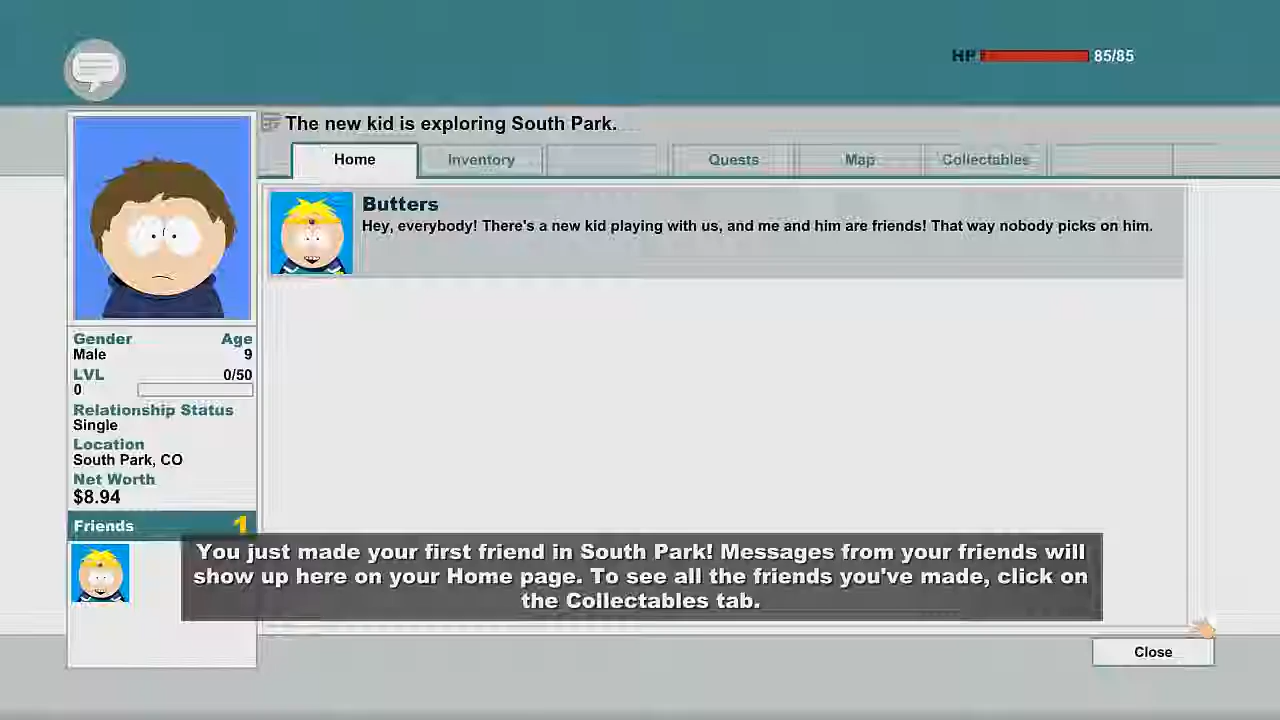 HP 85/85
The new kid is exploring South Park.
Home Inventory Quests Map Collectables
Butters
Hey, everybody! There's a new kid playing with us, and me and him are friends! That way nobody picks on him.
Gender Age
Male 9
LVL 0/50
0
Relationship Status
Single
Location
South Park, CO
Net Worth
$8.94
Friends 1
You just made your first friend in South Park! Messages from your friends will
show up here on your Home page. To see all the friends you've made, click on
the Collectables tab.
Close